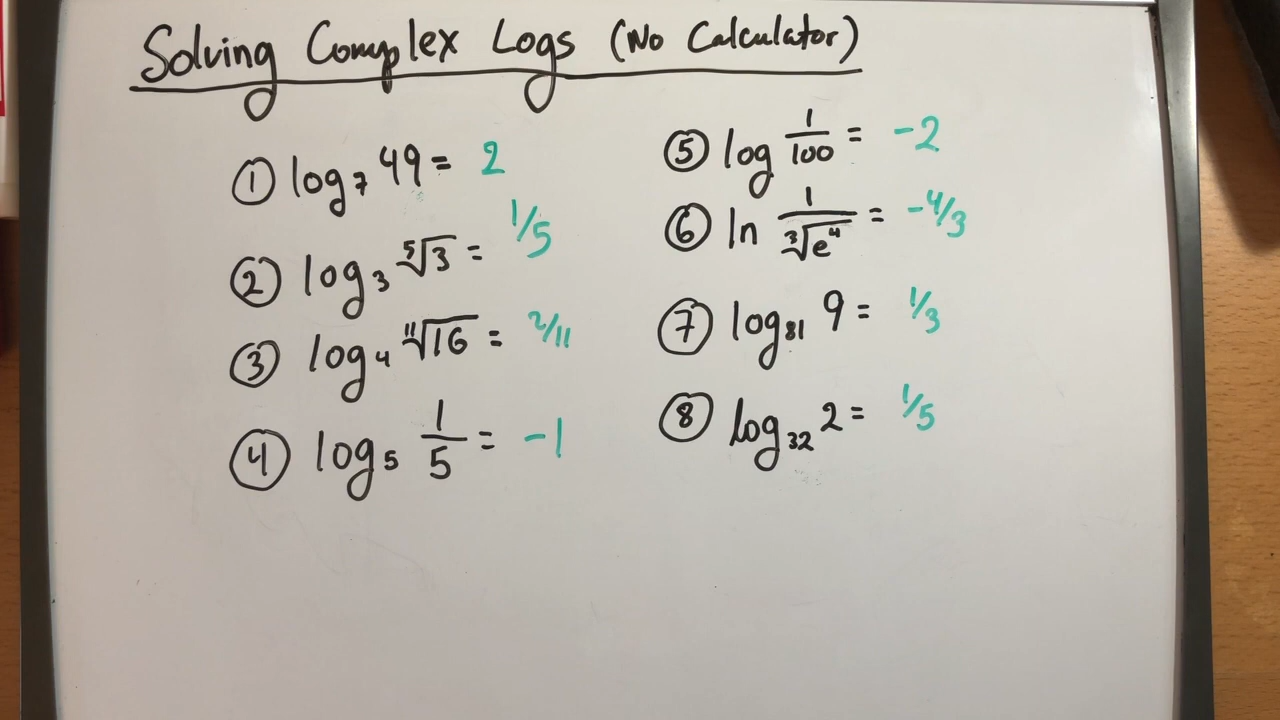 Solving Complex Logs (No Calculator)
① log₇ 49 = 2
② log₃ ⁵√3 = 1/5
③ log₄ ¹¹√16 = 2/11
④ log₅ 1/5 = -1
⑤ log 1/100 = -2
⑥ ln 1/³√e⁴ = -4/3
⑦ log₈₁ 9 = 1/3
⑧ log₃₂ 2 = 1/5